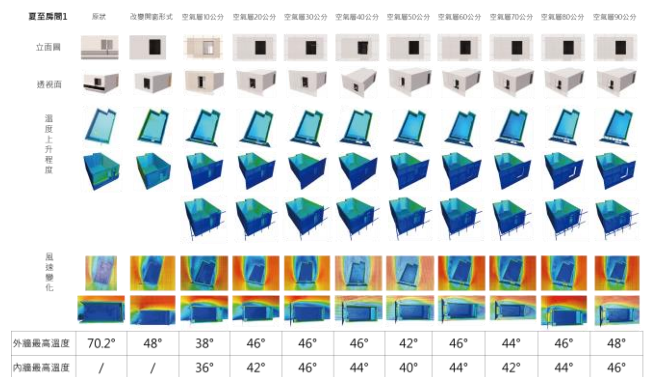 夏至房間1 原狀 改變開窗形式 空氣層10公分 空氣層20公分 空氣層30公分 空氣層40公分 空氣層50公分 空氣層60公分 空氣層70公分 空氣層80公分 空氣層90公分
立面圖
透視面
溫度上升程度
風速變化
外牆最高溫度 70.2° 48° 38° 46° 46° 46° 42° 46° 44° 46° 48°
內牆最高溫度 / / 36° 42° 46° 44° 40° 44° 42° 44° 46°